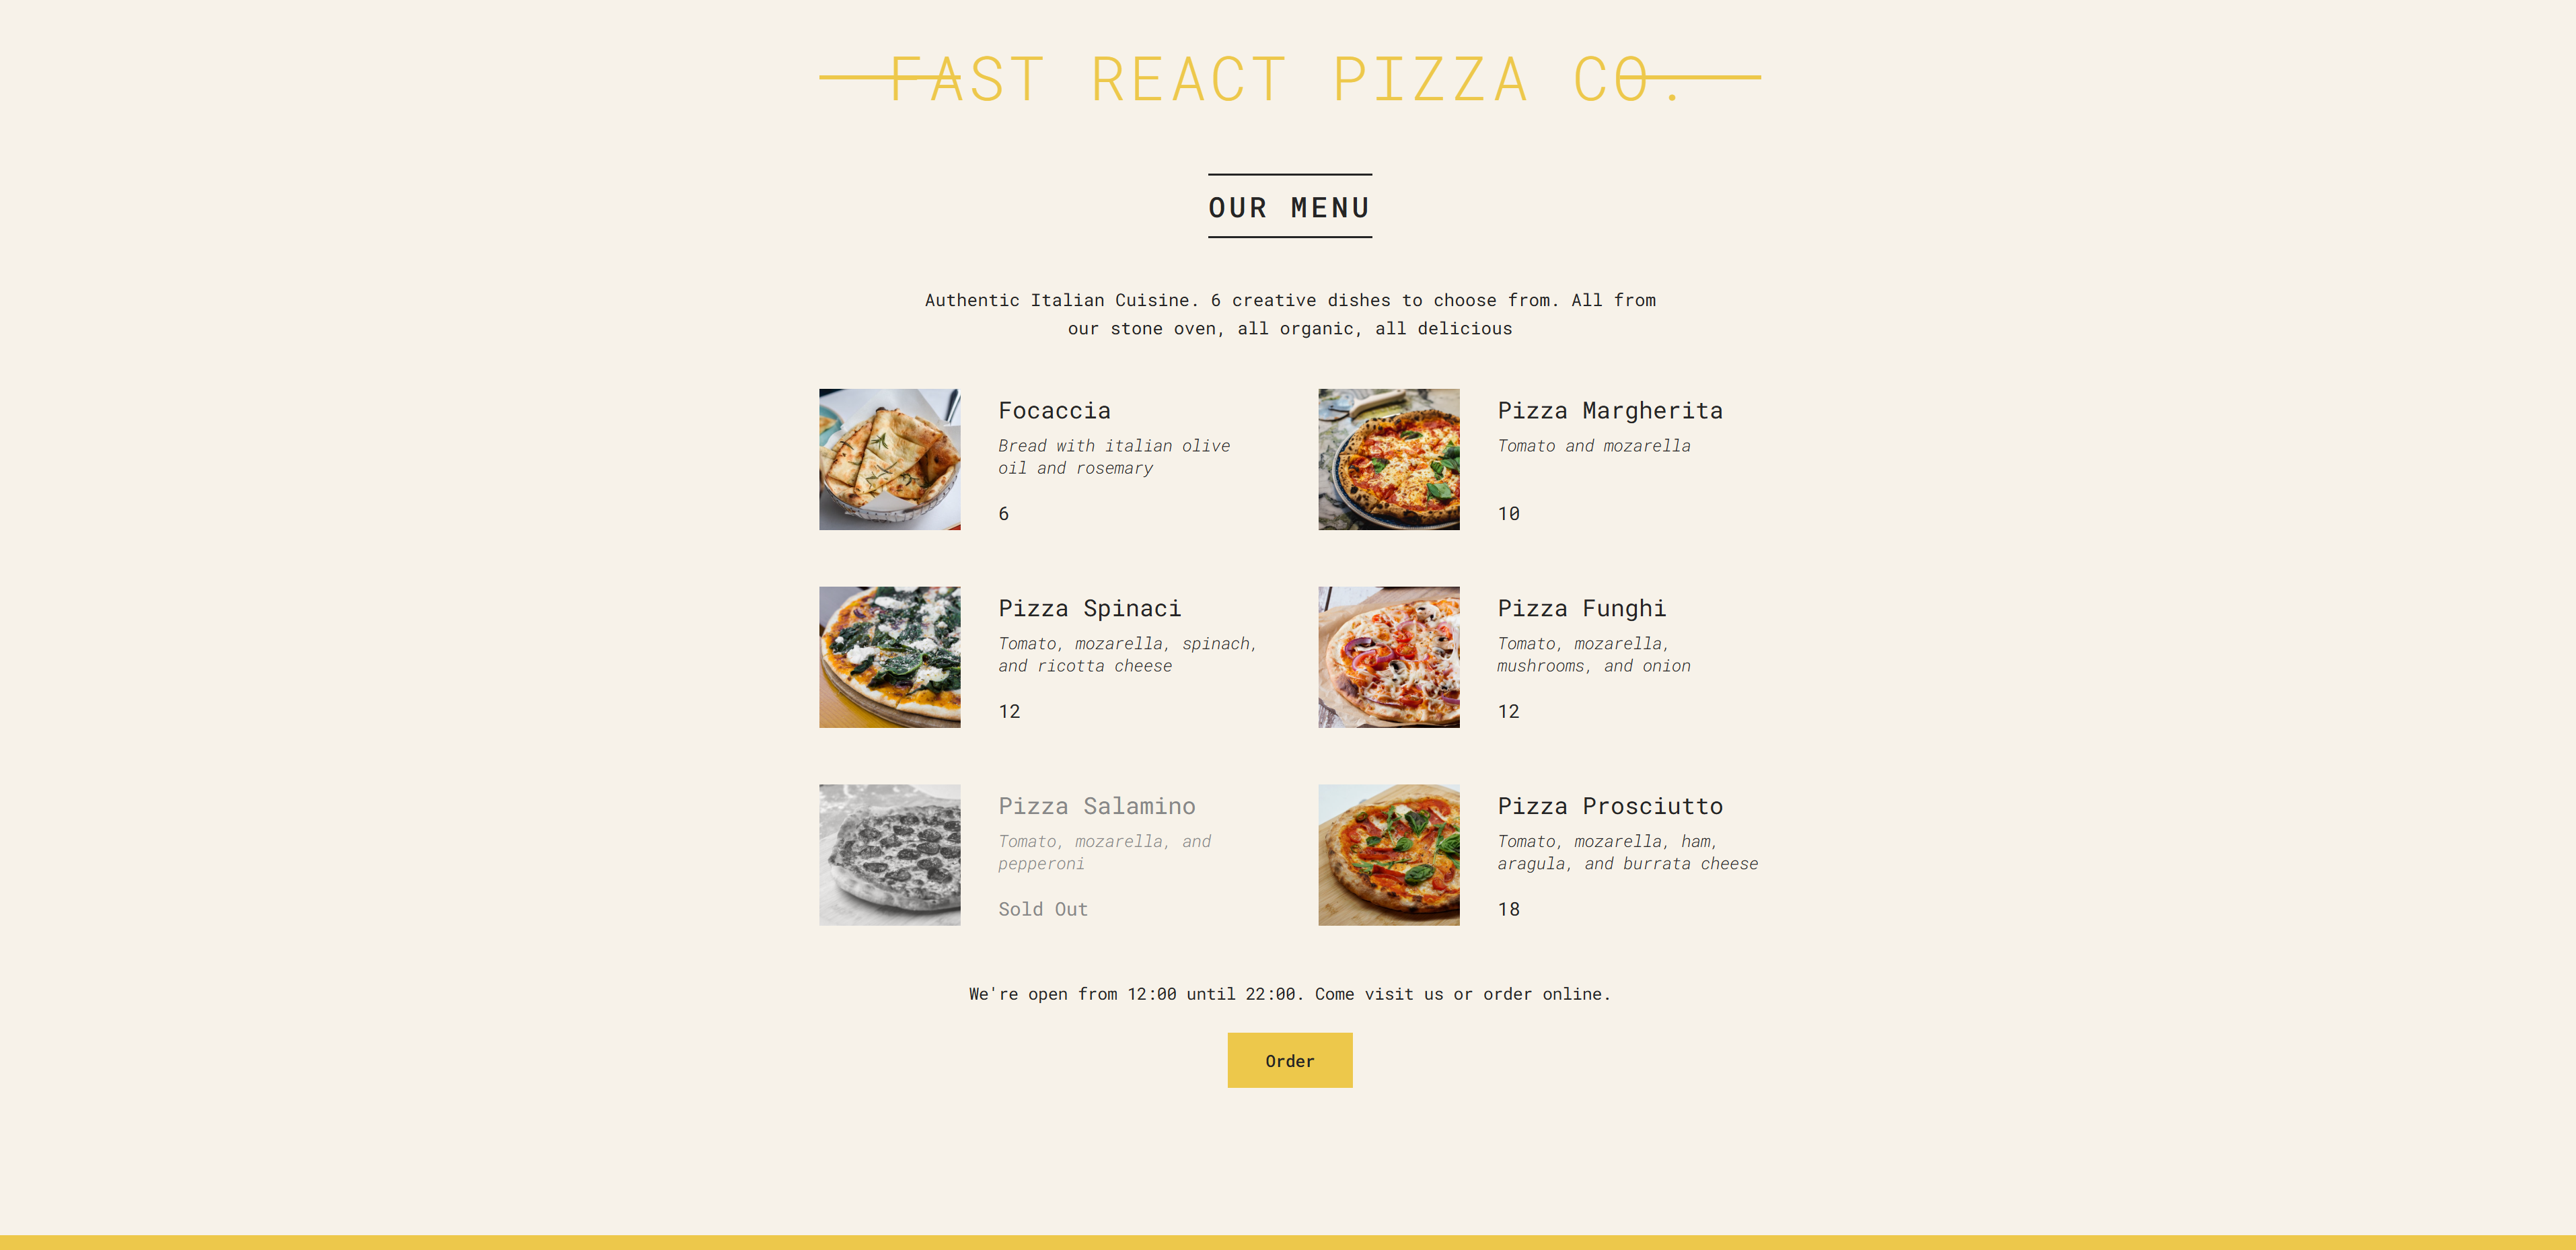 FAST REACT PIZZA CO.
OUR MENU
Authentic Italian Cuisine. 6 creative dishes to choose from. All from
our stone oven, all organic, all delicious
Focaccia
Bread with italian olive
oil and rosemary
6
Pizza Margherita
Tomato and mozarella
10
Pizza Spinaci
Tomato, mozarella, spinach,
and ricotta cheese
12
Pizza Funghi
Tomato, mozarella,
mushrooms, and onion
12
Pizza Salamino
Tomato, mozarella, and
pepperoni
Sold Out
Pizza Prosciutto
Tomato, mozarella, ham,
aragula, and burrata cheese
18
We're open from 12:00 until 22:00. Come visit us or order online.
Order